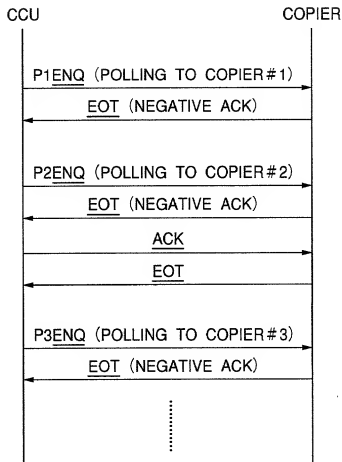 CCU COPIER
P1ENQ (POLLING TO COPIER#1)
EOT (NEGATIVE ACK)
P2ENQ (POLLING TO COPIER#2)
EOT (NEGATIVE ACK)
ACK
EOT
P3ENQ (POLLING TO COPIER#3)
EOT (NEGATIVE ACK)